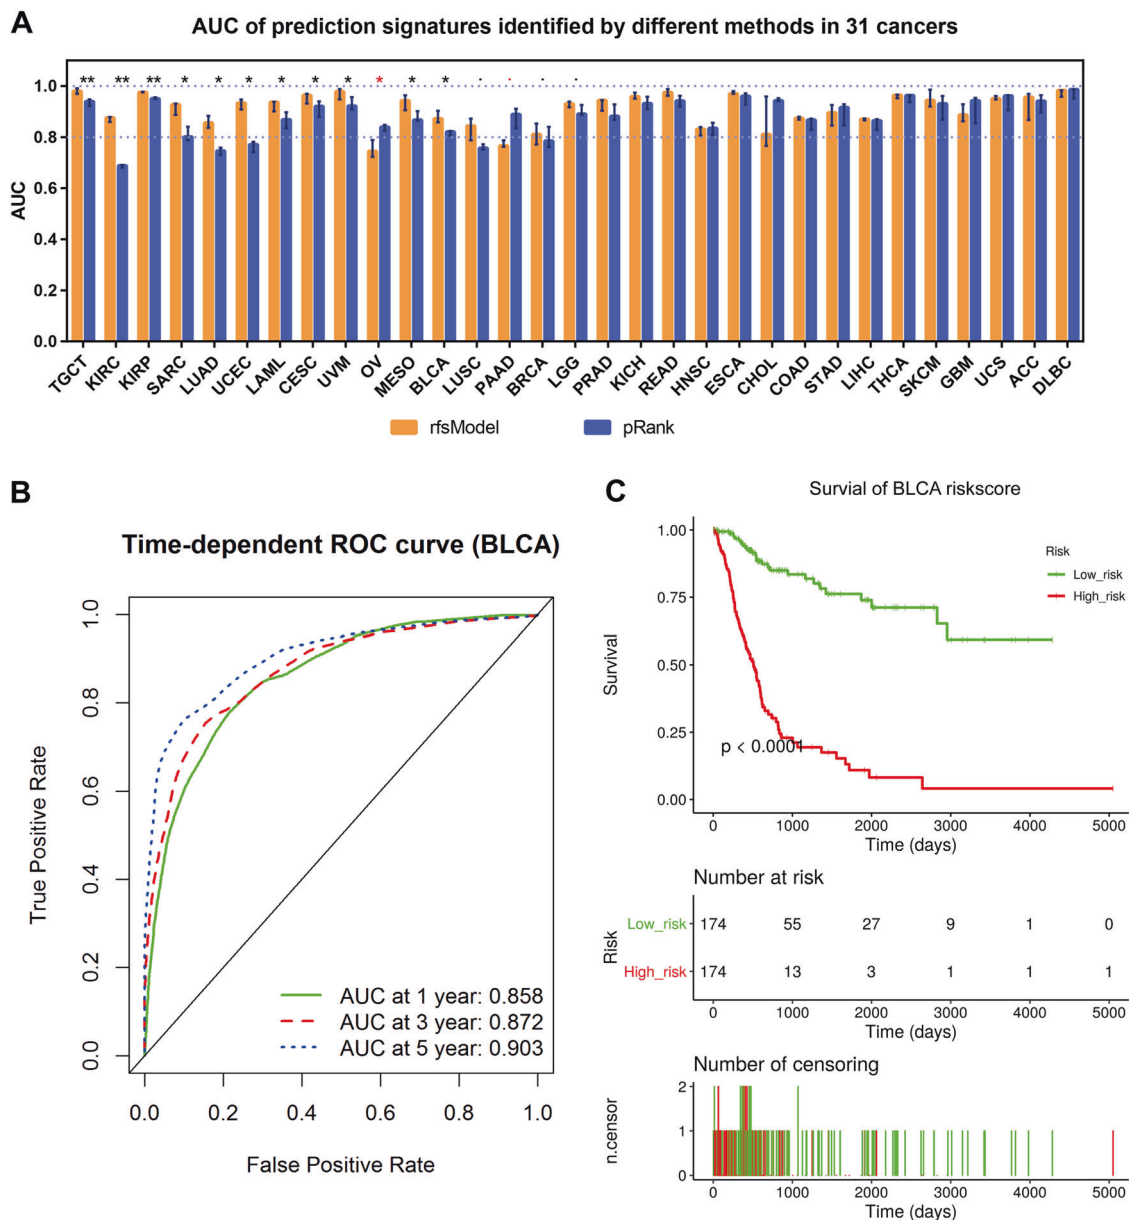 A
AUC of prediction signatures identified by different methods in 31 cancers
** ** ** * * * * * * * * * · · · ·
1.0
0.8
0.6
0.4
0.2
0.0
AUC
TGCT KIRC KIRP SARC LUAD UCEC LAML CESC UVM OV MESO BLCA LUSC PAAD BRCA LGG PRAD KICH READ HNSC ESCA CHOL COAD STAD LIHC THCA SKCM GBM UCS ACC DLBC
rfsModel pRank
B
Time-dependent ROC curve (BLCA)
1.0
0.8
0.6
0.4
0.2
0.0
True Positive Rate
AUC at 1 year: 0.858
AUC at 3 year: 0.872
AUC at 5 year: 0.903
0.0 0.2 0.4 0.6 0.8 1.0
False Positive Rate
C
Survial of BLCA riskscore
1.00
0.75
0.50
0.25
0.00
Survival
Risk
Low_risk
High_risk
p < 0.0001
0 1000 2000 3000 4000 5000
Time (days)
Number at risk
Risk
Low_risk 174 55 27 9 1 0
High_risk 174 13 3 1 1 1
0 1000 2000 3000 4000 5000
Time (days)
Number of censoring
2
1
0
n.censor
0 1000 2000 3000 4000 5000
Time (days)